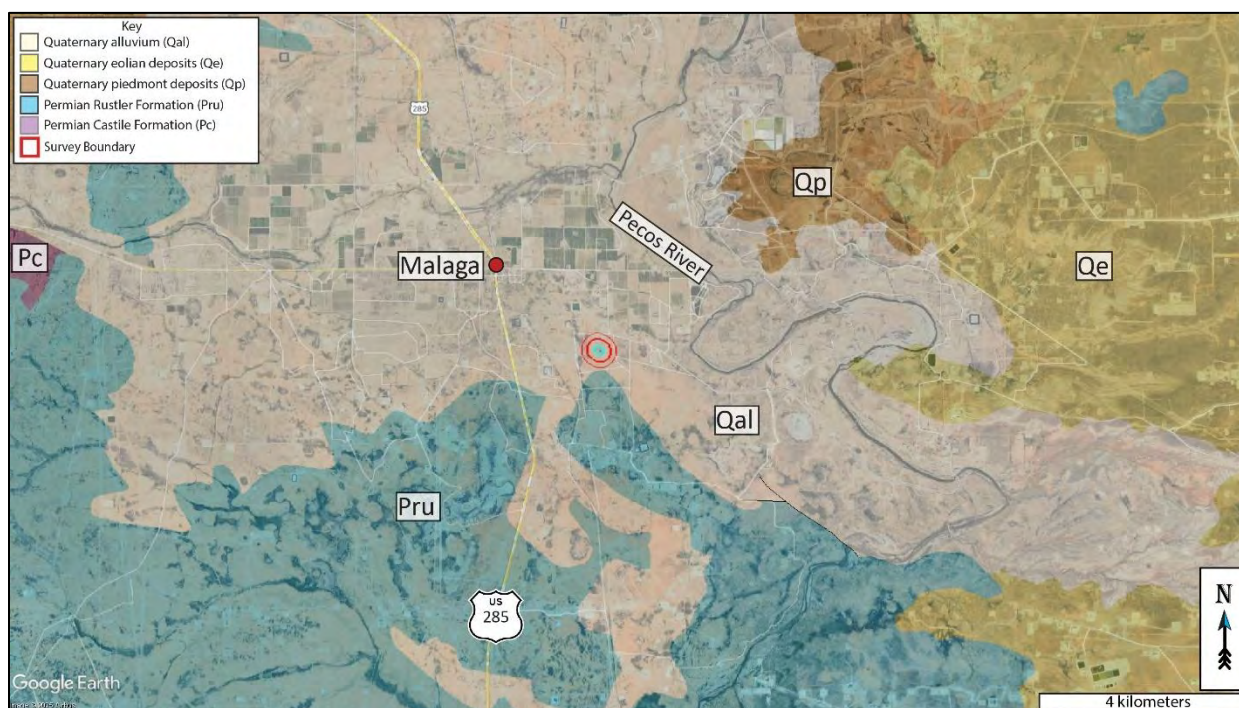 Key
Quaternary alluvium (Qal)
Quaternary eolian deposits (Qe)
Quaternary piedmont deposits (Qp)
Permian Rustler Formation (Pru)
Permian Castile Formation (Pc)
Survey Boundary
285
Qp
Pecos River
Pc
Malaga
Qe
Qal
Pru
US
285
N
Google Earth
4 kilometers